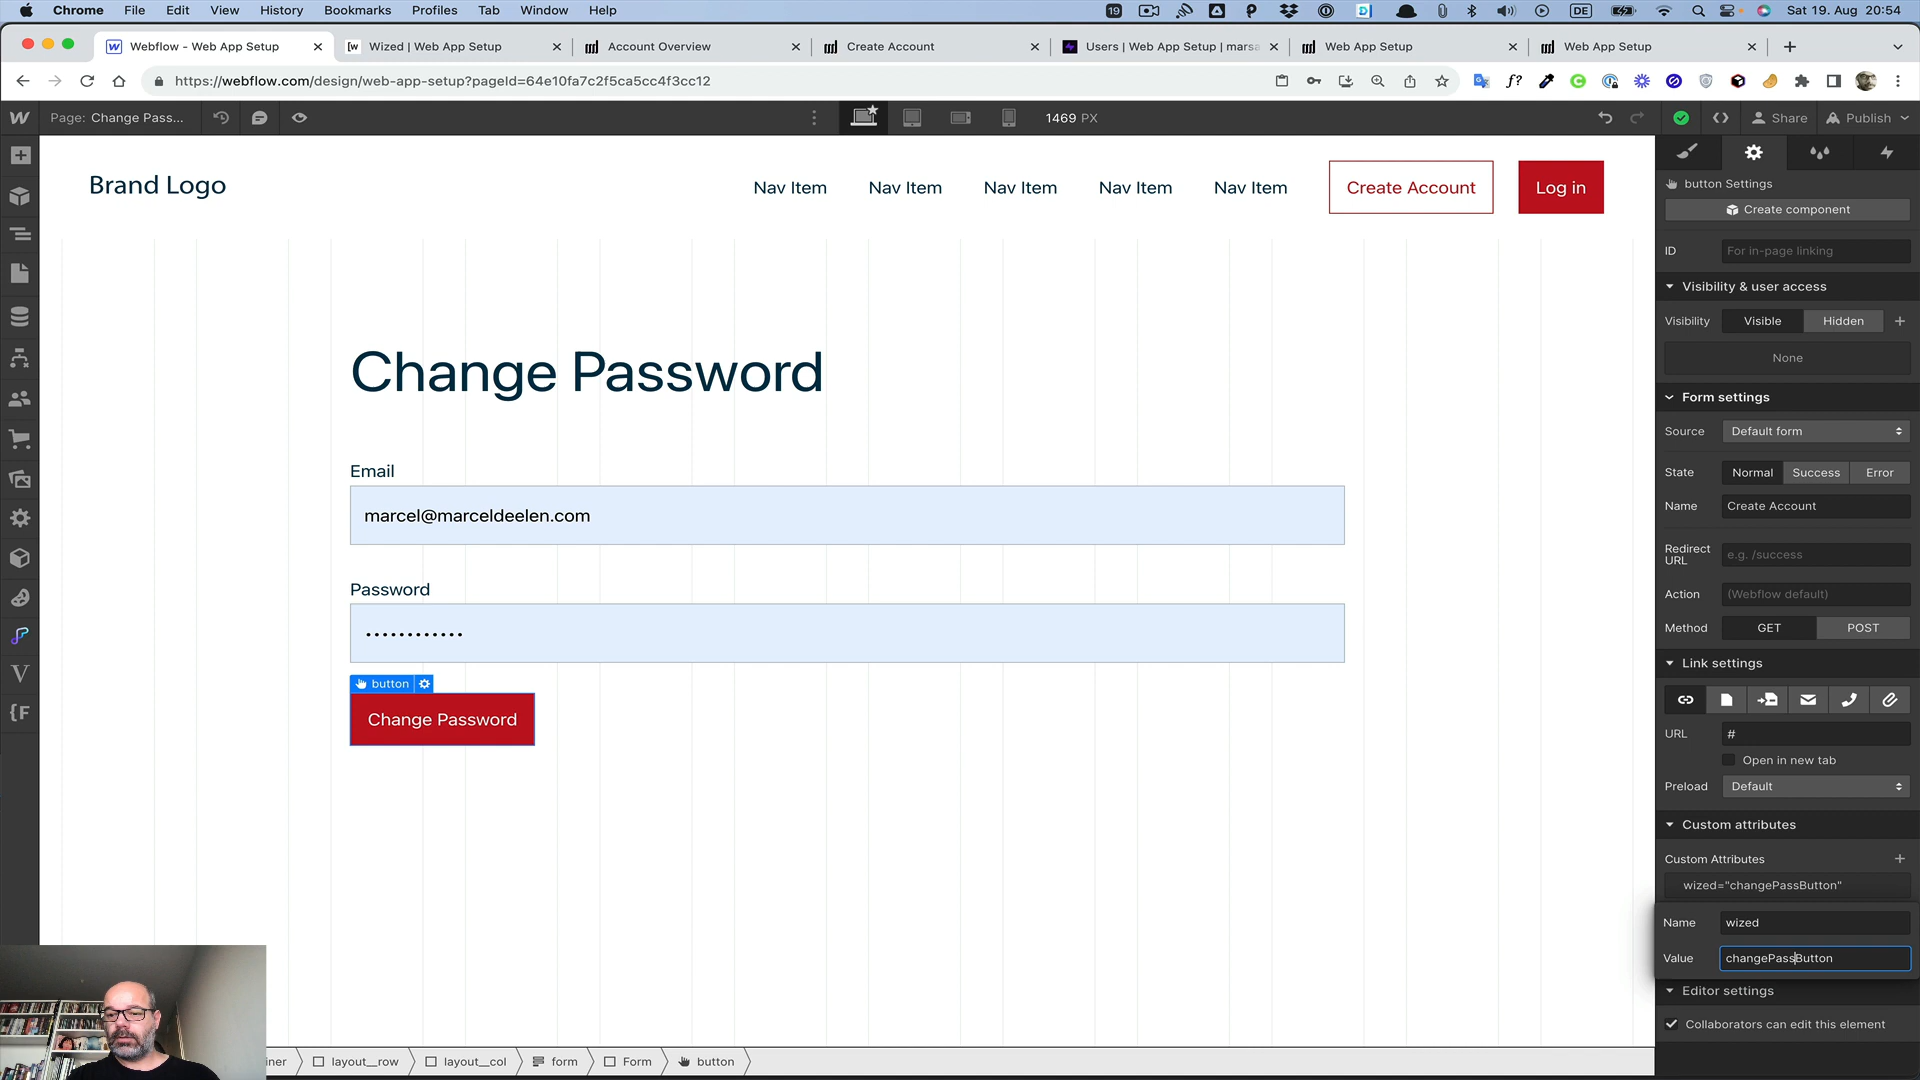 Chrome File Edit View History Bookmarks Profiles Tab Window Help 19 DE Sat 19. Aug 20:54
Webflow - Web App Setup
Wized | Web App Setup
Account Overview
Create Account
Users | Web App Setup | marsa
Web App Setup
Web App Setup
https://webflow.com/design/web-app-setup?pageId=64e10fa7c2f5ca5cc4f3cc12
Page: Change Pass...
1469 PX
Share
Publish
Brand Logo
Nav Item
Nav Item
Nav Item
Nav Item
Nav Item
Create Account
Log in
Change Password
Email
marcel@marceldeelen.com
Password
button
Change Password
button Settings
Create component
ID For in-page linking
Visibility & user access
Visibility Visible Hidden
None
Form settings
Source Default form
State Normal Success Error
Name Create Account
Redirect URL e.g. /success
Action (Webflow default)
Method GET POST
Link settings
URL #
Open in new tab
Preload Default
Custom attributes
Custom Attributes
wized="changePassButton"
Name wized
Value changePassButton
Editor settings
Collaborators can edit this element
iner layout__row layout__col form Form button